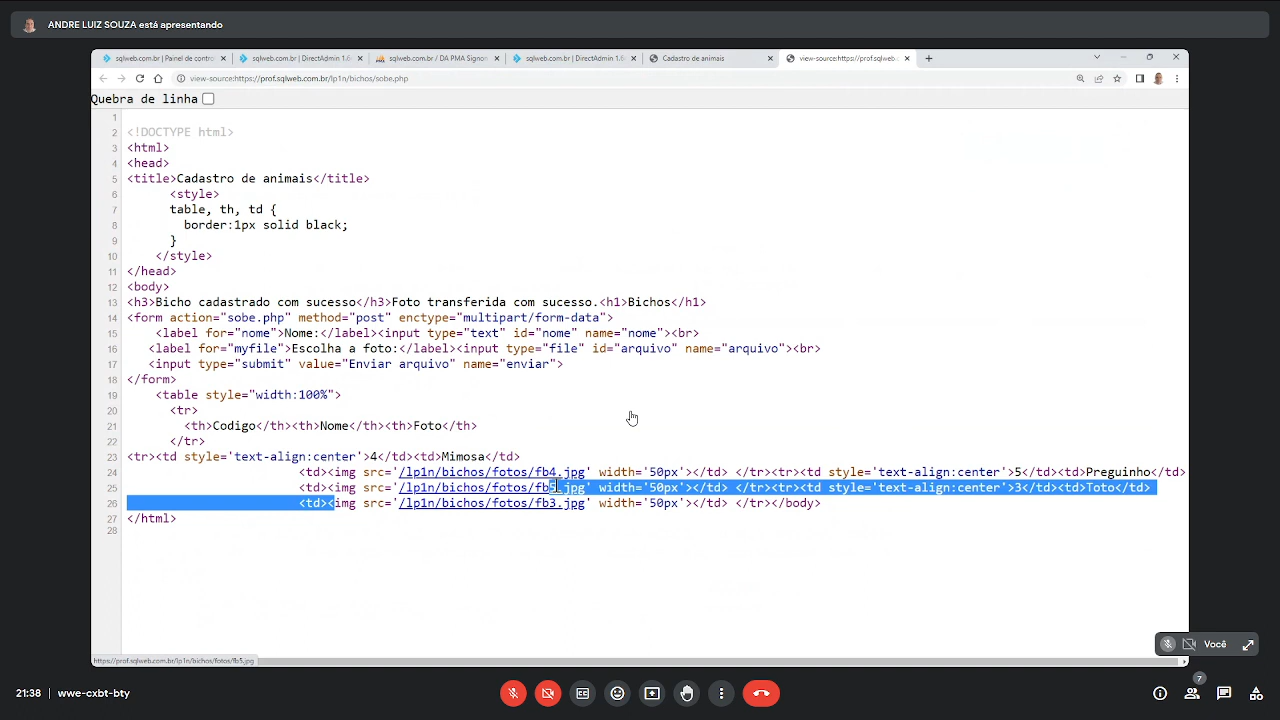 ANDRE LUIZ SOUZA está apresentando
sqlweb.com.br | Painel de contro
sqlweb.com.br | DirectAdmin 1.6
sqlweb.com.br / DA PMA Signon
sqlweb.com.br | DirectAdmin 1.6
Cadastro de animais
view-source:https://prof.sqlweb
view-source:https://prof.sqlweb.com.br/lp1n/bichos/sobe.php
Quebra de linha
1
2 <!DOCTYPE html>
3 <html>
4 <head>
5 <title>Cadastro de animais</title>
6 <style>
7 table, th, td {
8 border:1px solid black;
9 }
10 </style>
11 </head>
12 <body>
13 <h3>Bicho cadastrado com sucesso</h3>Foto transferida com sucesso.<h1>Bichos</h1>
14 <form action="sobe.php" method="post" enctype="multipart/form-data">
15 <label for="nome">Nome:</label><input type="text" id="nome" name="nome"><br>
16 <label for="myfile">Escolha a foto:</label><input type="file" id="arquivo" name="arquivo"><br>
17 <input type="submit" value="Enviar arquivo" name="enviar">
18 </form>
19 <table style="width:100%">
20 <tr>
21 <th>Codigo</th><th>Nome</th><th>Foto</th>
22 </tr>
23 <tr><td style='text-align:center'>4</td><td>Mimosa</td>
24 <td><img src='/lp1n/bichos/fotos/fb4.jpg' width='50px'></td> </tr><tr><td style='text-align:center'>5</td><td>Preguinho</td>
25 <td><img src='/lp1n/bichos/fotos/fb5.jpg' width='50px'></td> </tr><tr><td style='text-align:center'>3</td><td>Toto</td>
26 <td><img src='/lp1n/bichos/fotos/fb3.jpg' width='50px'></td> </tr></body>
27 </html>
28
https://prof.sqlweb.com.br/lp1n/bichos/fotos/fb5.jpg
Você
21:38 wwe-cxbt-bty
7